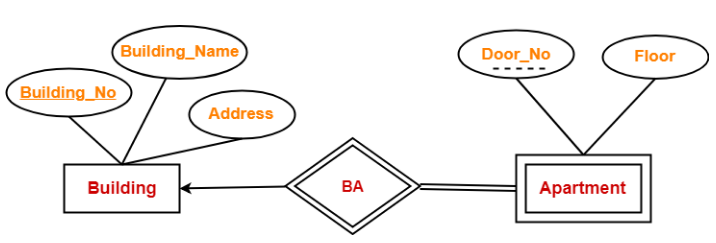 Building_Name
Door_No
Floor
Building_No
Address
Building
BA
Apartment